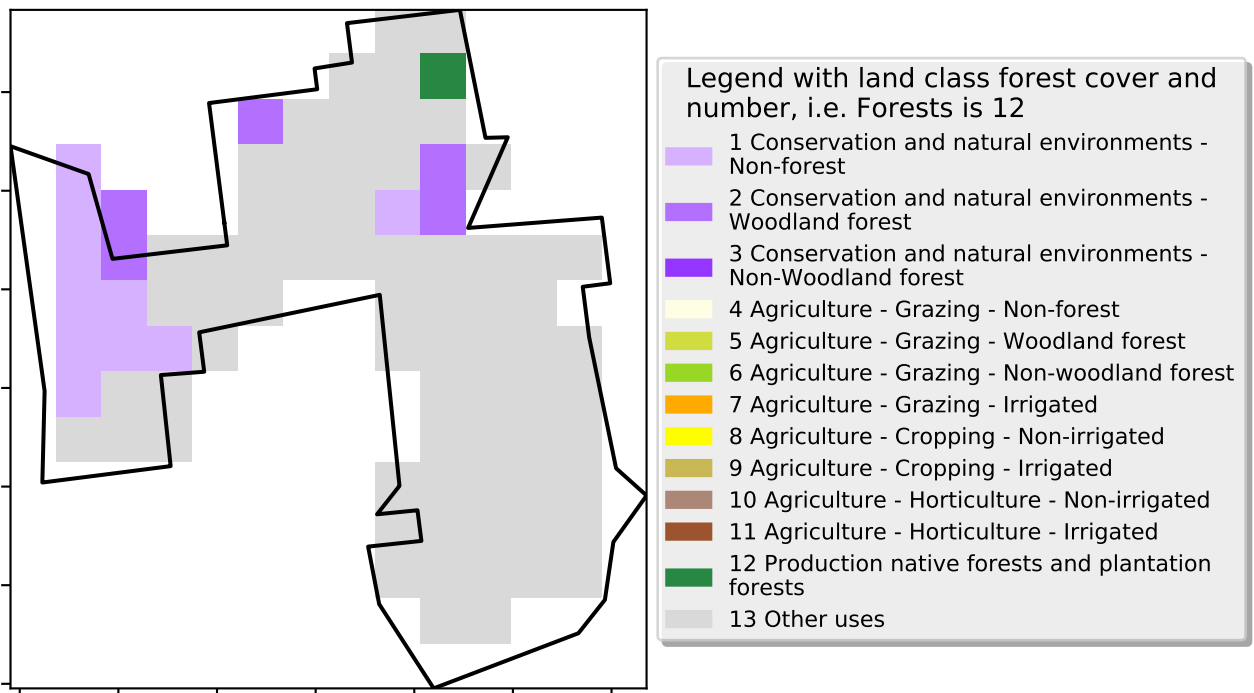 Legend with land class forest cover and
number, i.e. Forests is 12
1 Conservation and natural environments -
Non-forest
2 Conservation and natural environments -
Woodland forest
3 Conservation and natural environments -
Non-Woodland forest
4 Agriculture - Grazing - Non-forest
5 Agriculture - Grazing - Woodland forest
6 Agriculture - Grazing - Non-woodland forest
7 Agriculture - Grazing - Irrigated
8 Agriculture - Cropping - Non-irrigated
9 Agriculture - Cropping - Irrigated
10 Agriculture - Horticulture - Non-irrigated
11 Agriculture - Horticulture - Irrigated
12 Production native forests and plantation
forests
13 Other uses